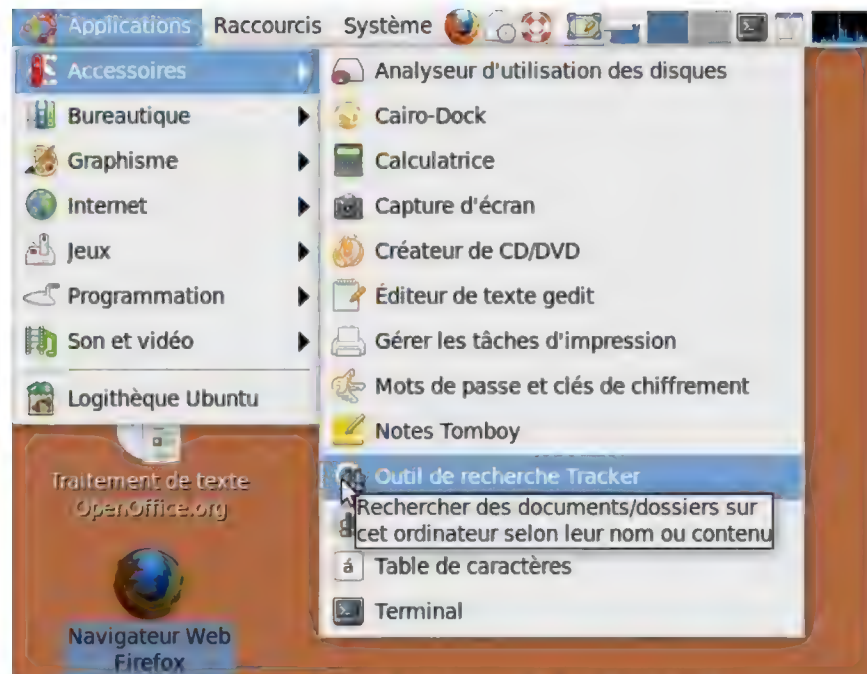 Applications Raccourcis Système
Accessoires
Bureautique
Graphisme
Internet
Jeux
Programmation
Son et vidéo
Logithèque Ubuntu
Analyseur d'utilisation des disques
Cairo-Dock
Calculatrice
Capture d'écran
Créateur de CD/DVD
Éditeur de texte gedit
Gérer les tâches d'impression
Mots de passe et clés de chiffrement
Notes Tomboy
Outil de recherche Tracker
Rechercher des documents/dossiers sur
cet ordinateur selon leur nom ou contenu
Table de caractères
Terminal
Traitement de texte
OpenOffice.org
Navigateur Web
Firefox